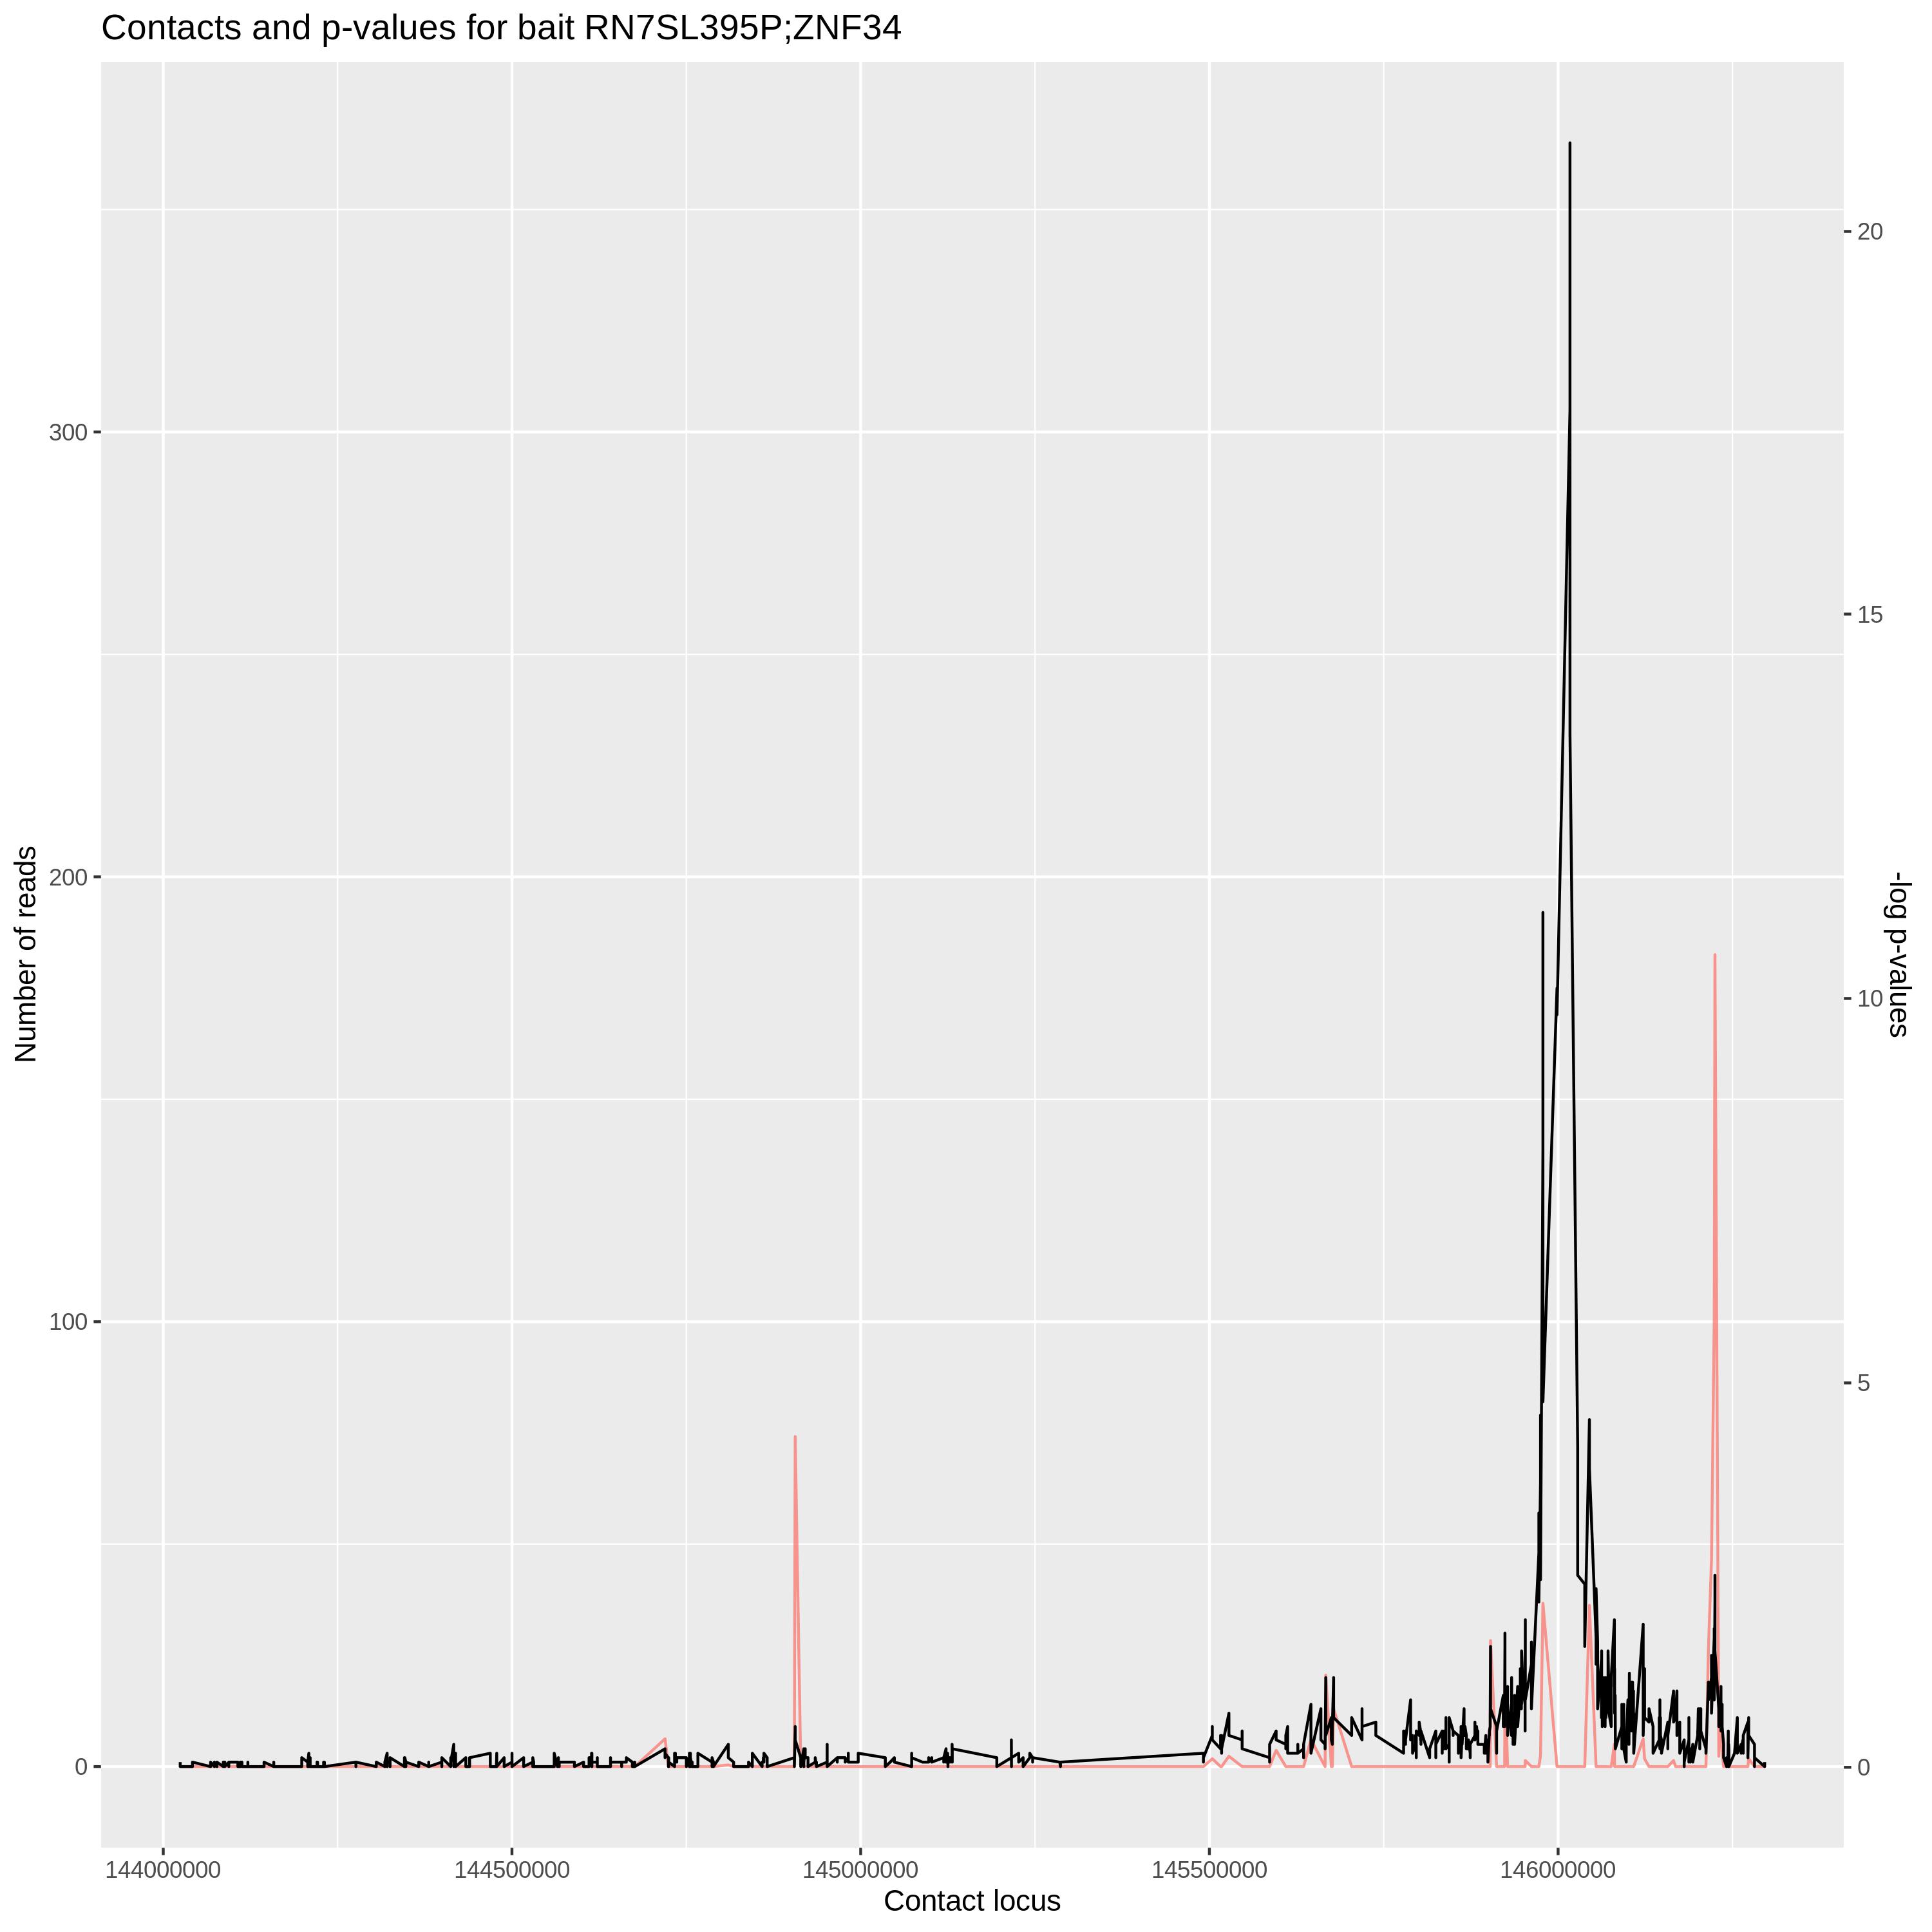 Contacts and p-values for bait RN7SL395P;ZNF34
300
200
100
0
Number of reads
20
15
10
5
0
-log p-values
144000000 144500000 145000000 145500000 146000000
Contact locus